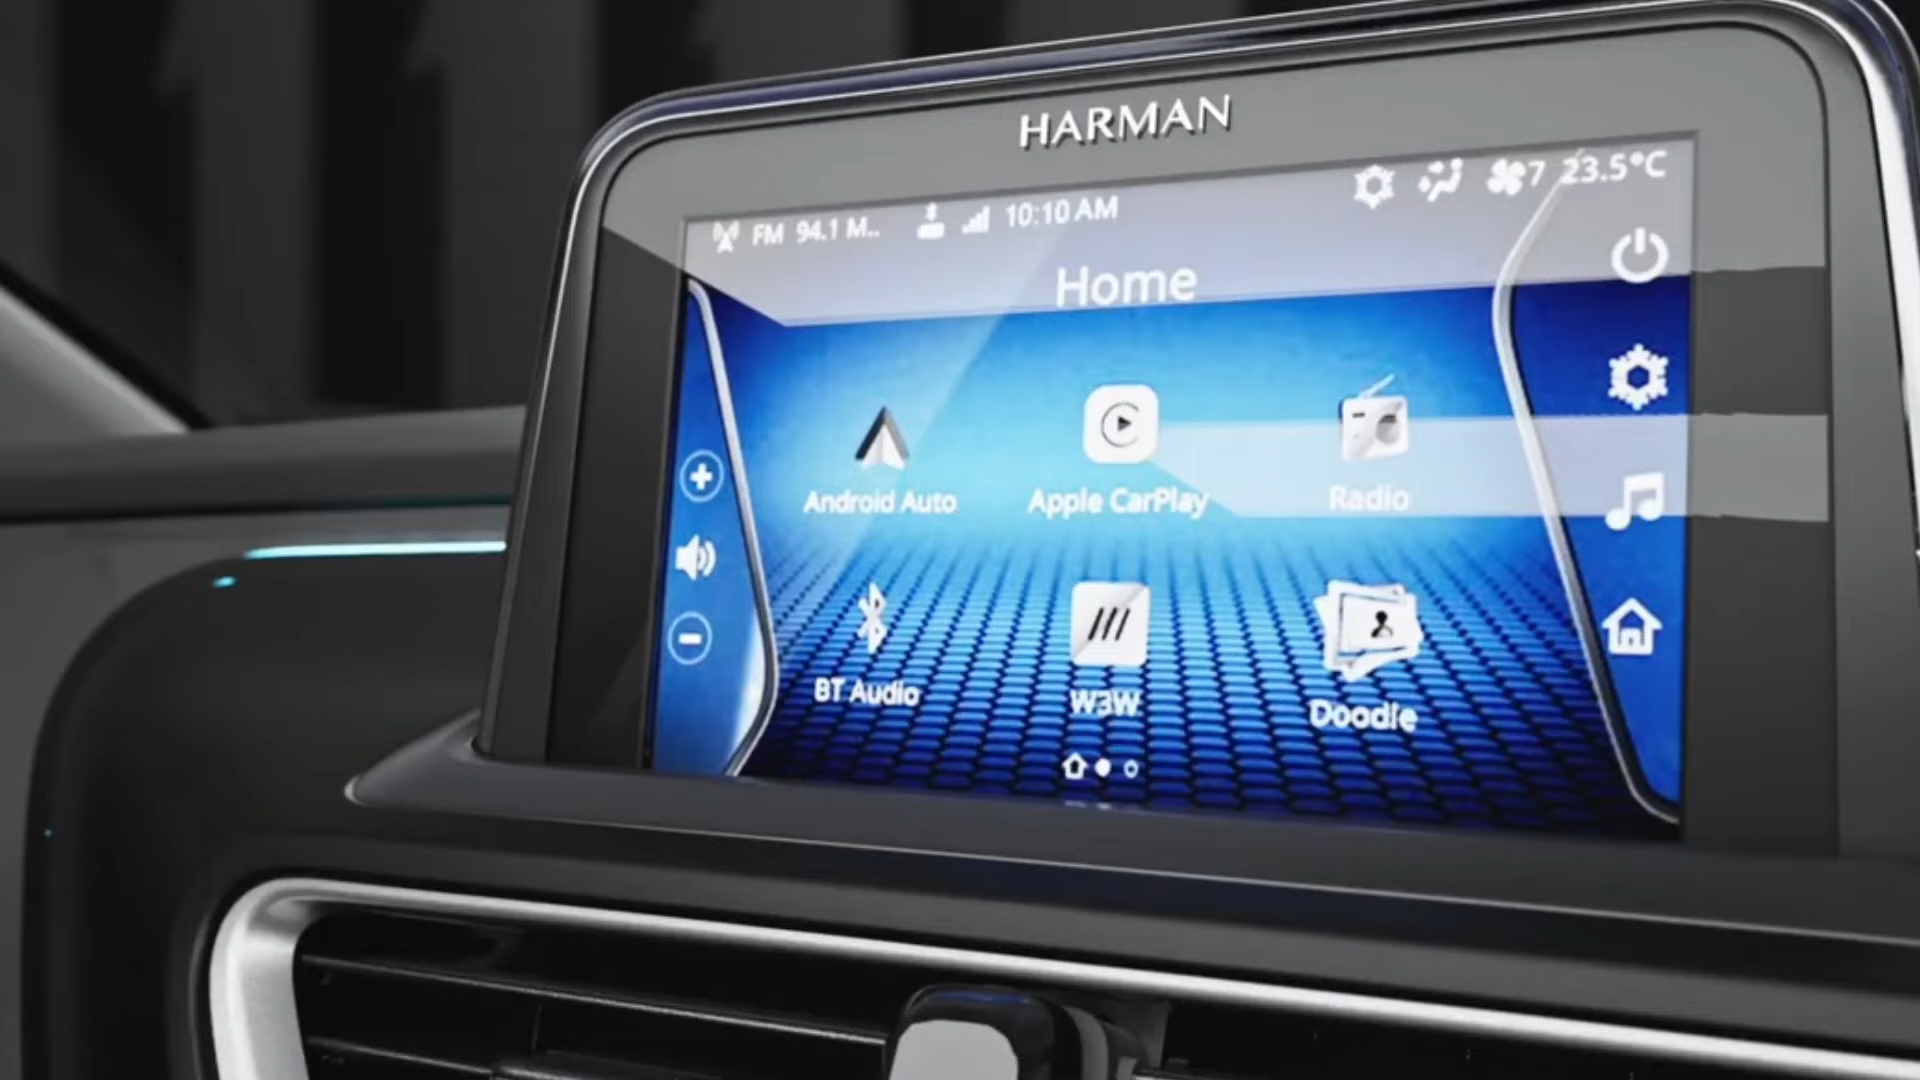 HARMAN
FM 94.1 M.. 10:10 AM 7 23.5°C
Home
Android Auto Apple CarPlay Radio
BT Audio W3W Doodle